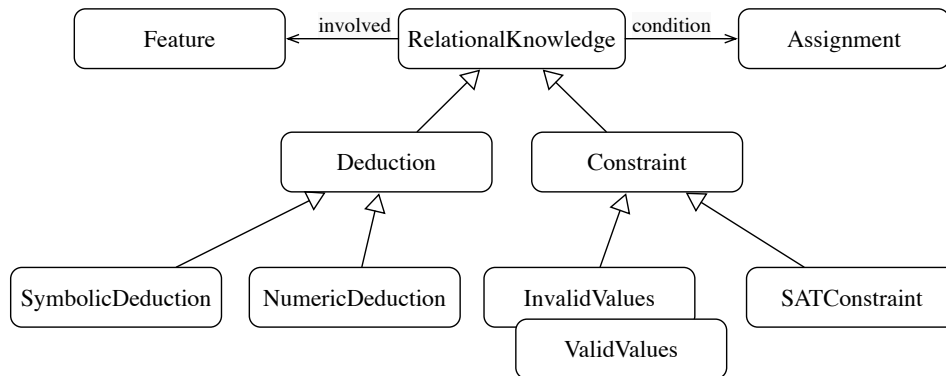 Feature
involved
RelationalKnowledge
condition
Assignment
Deduction
Constraint
SymbolicDeduction
NumericDeduction
InvalidValues
SATConstraint
ValidValues